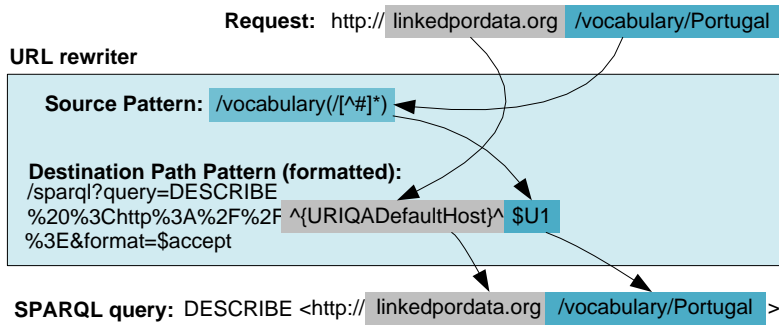 Request: http:// linkedpordata.org /vocabulary/Portugal
URL rewriter
Source Pattern: /vocabulary(/[^#]*)
Destination Path Pattern (formatted):
/sparql?query=DESCRIBE
%20%3Chttp%3A%2F%2F ^{URIQADefaultHost}^ $U1
%3E&format=$accept
SPARQL query: DESCRIBE <http:// linkedpordata.org /vocabulary/Portugal >